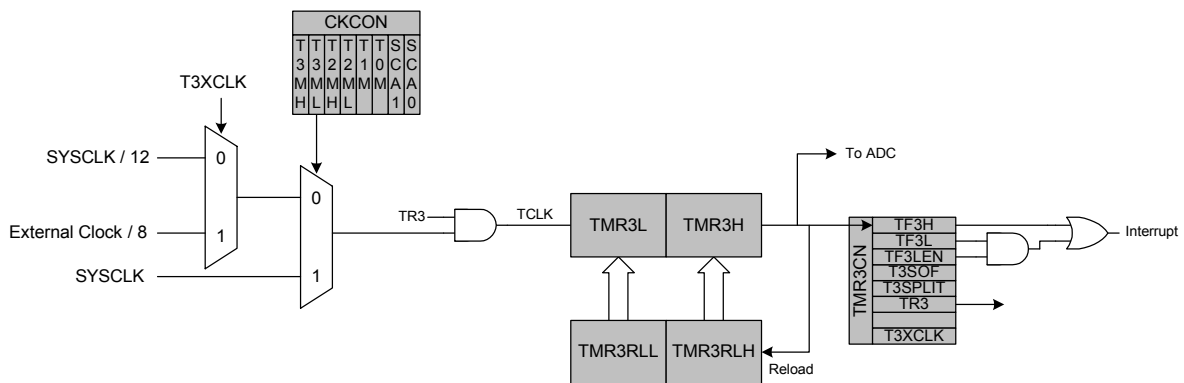 CKCON
T3MH
T3ML
T2MH
T2ML
T1M
T0M
SCA1
SCA0
T3XCLK
SYSCLK / 12
0
1
External Clock / 8
SYSCLK
0
1
TR3
TCLK
TMR3L
TMR3H
To ADC
TMR3RLL
TMR3RLH
Reload
TMR3CN
TF3H
TF3L
TF3LEN
T3SOF
T3SPLIT
TR3
T3XCLK
Interrupt